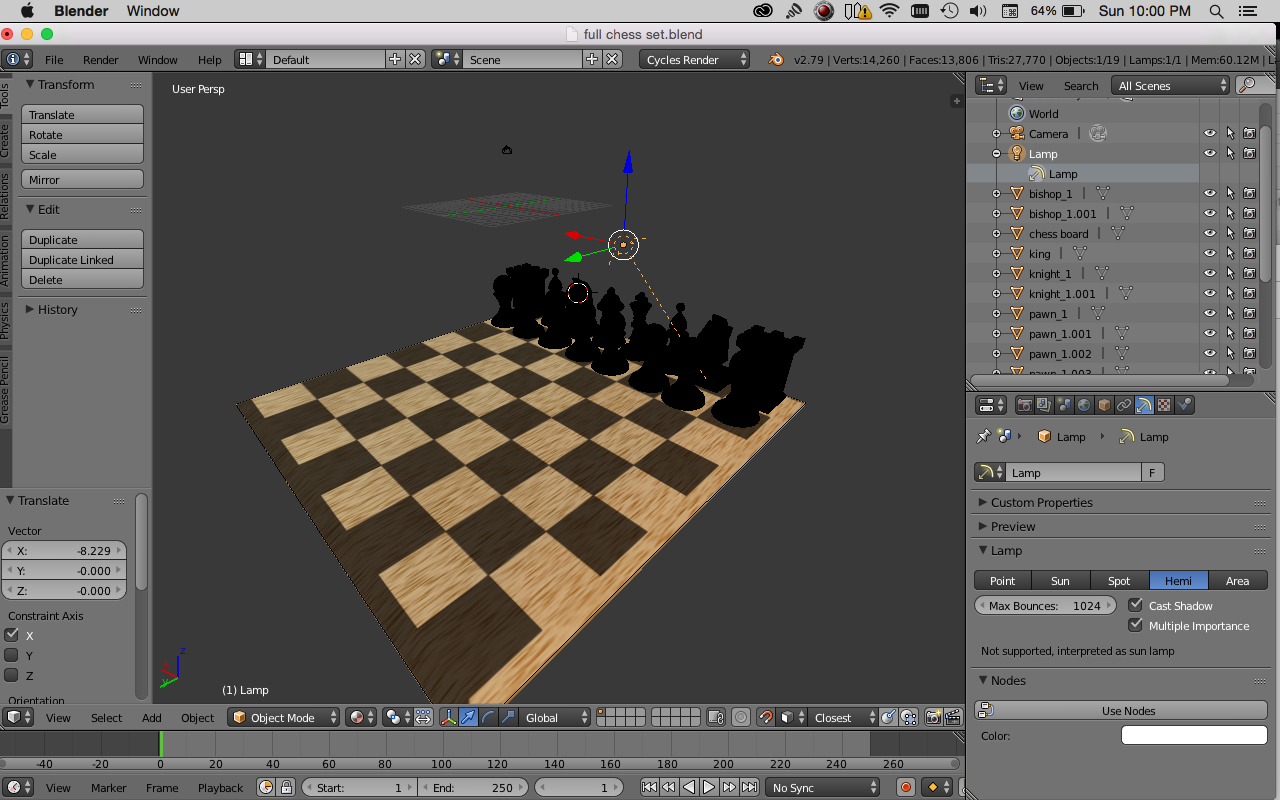 Blender Window 64% Sun 10:00 PM
full chess set.blend
File Render Window Help Default Scene Cycles Render v2.79 | Verts:14,260 | Faces:13,806 | Tris:27,770 | Objects:1/19 | Lamps:1/1 | Mem:60.12M |
Tools
Create
Relations
Animation
Physics
Grease Pencil
Transform
Translate
Rotate
Scale
Mirror
Edit
Duplicate
Duplicate Linked
Delete
History
Translate
Vector
X: -8.229
Y: -0.000
Z: -0.000
Constraint Axis
X
Y
Z
Orientation
User Persp
z
x
y
(1) Lamp
View Select Add Object Object Mode Global Closest
-40 -20 0 20 40 60 80 100 120 140 160 180 200 220 240 260
View Marker Frame Playback Start: 1 End: 250 1 No Sync
View Search All Scenes
World
Camera
Lamp
Lamp
bishop_1
bishop_1.001
chess board
king
knight_1
knight_1.001
pawn_1
pawn_1.001
pawn_1.002
pawn_1.003
Lamp Lamp
Lamp F
Custom Properties
Preview
Lamp
Point Sun Spot Hemi Area
Max Bounces: 1024 Cast Shadow
Multiple Importance
Not supported, interpreted as sun lamp
Nodes
Use Nodes
Color: